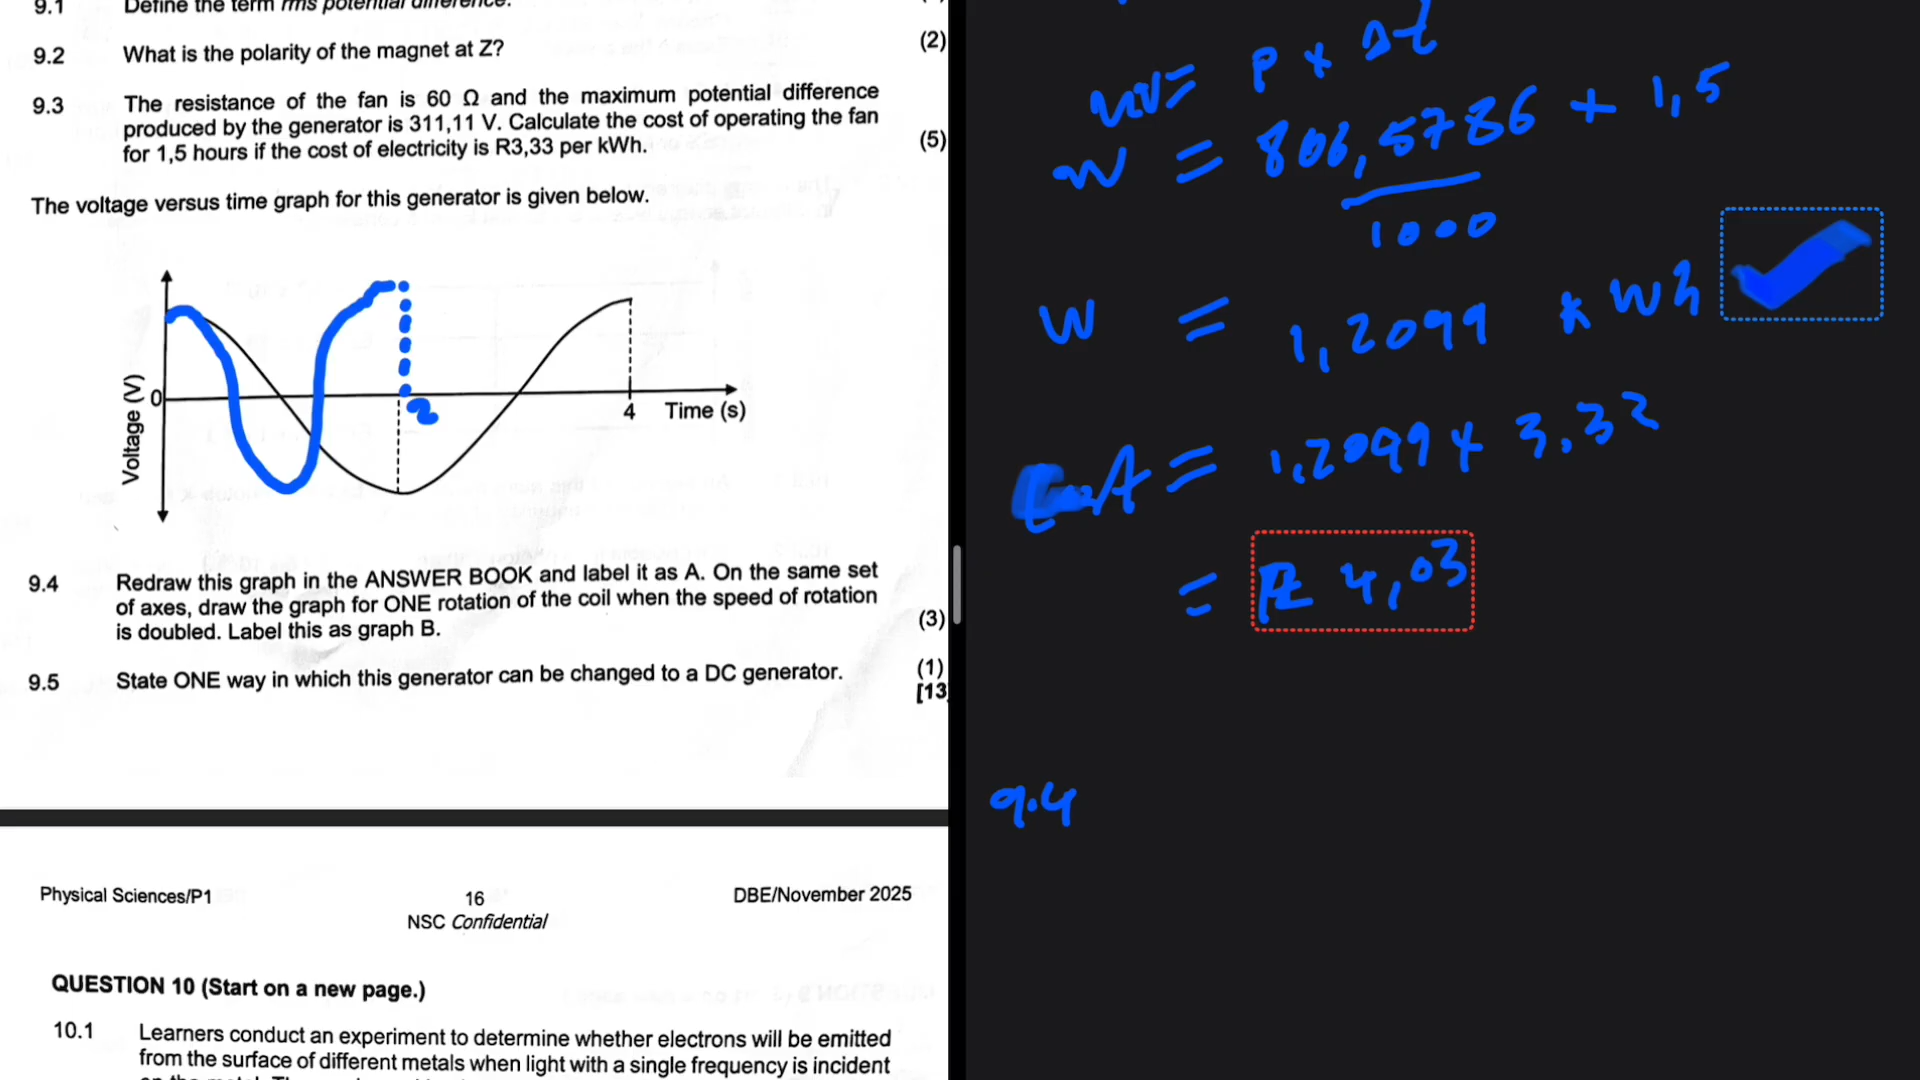 9.1 Define the term rms potential difference.
9.2 What is the polarity of the magnet at Z? (2)
9.3 The resistance of the fan is 60 Ω and the maximum potential difference
produced by the generator is 311,11 V. Calculate the cost of operating the fan
for 1,5 hours if the cost of electricity is R3,33 per kWh. (5)
The voltage versus time graph for this generator is given below.
Voltage (V)
0
2
4 Time (s)
9.4 Redraw this graph in the ANSWER BOOK and label it as A. On the same set
of axes, draw the graph for ONE rotation of the coil when the speed of rotation
is doubled. Label this as graph B. (3)
9.5 State ONE way in which this generator can be changed to a DC generator. (1)
[13
Physical Sciences/P1 16 DBE/November 2025
NSC Confidential
QUESTION 10 (Start on a new page.)
10.1 Learners conduct an experiment to determine whether electrons will be emitted
from the surface of different metals when light with a single frequency is incident
W = P × Δt
W = 806,5786 × 1,5
1000
W = 1,2099 kWh
A = 1,2099 × 3,33
= R 4,03
9.4